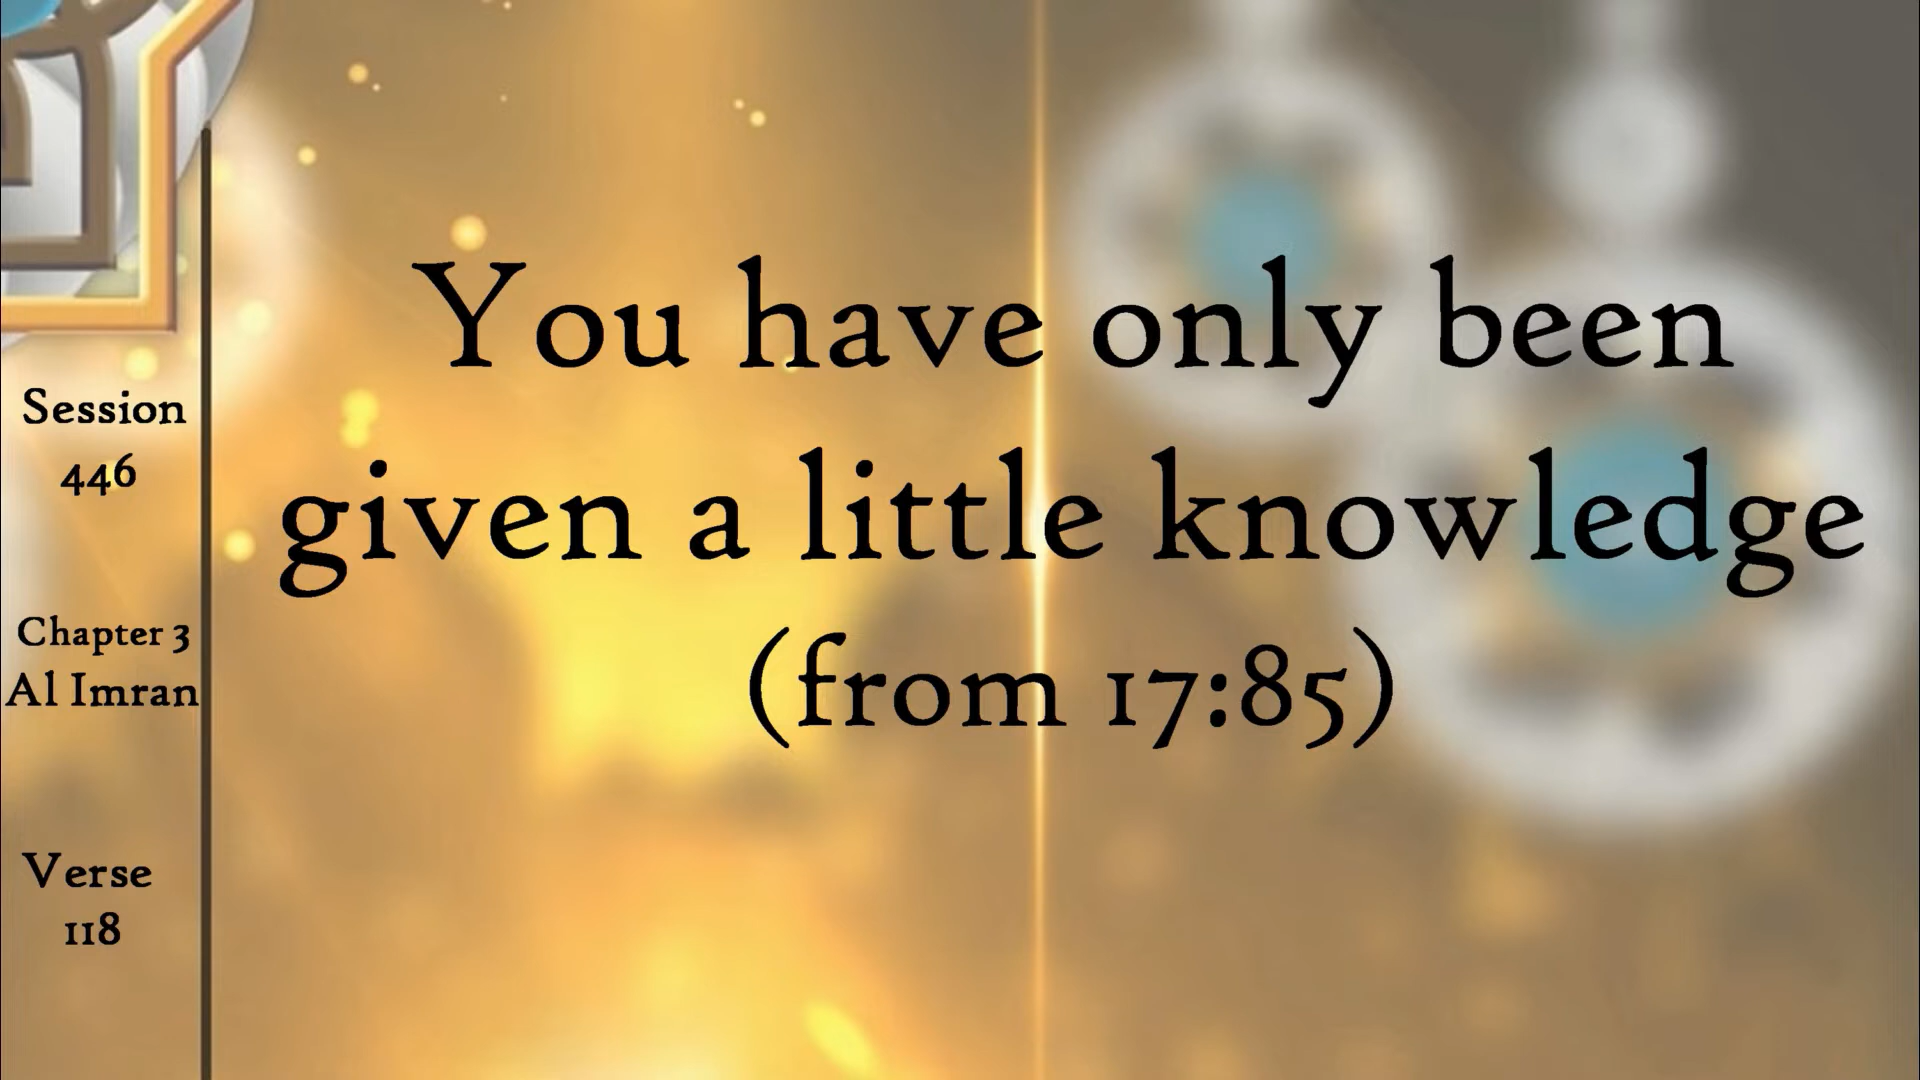 Session
446
Chapter 3
Al Imran
Verse
118
You have only been
given a little knowledge
(from 17:85)